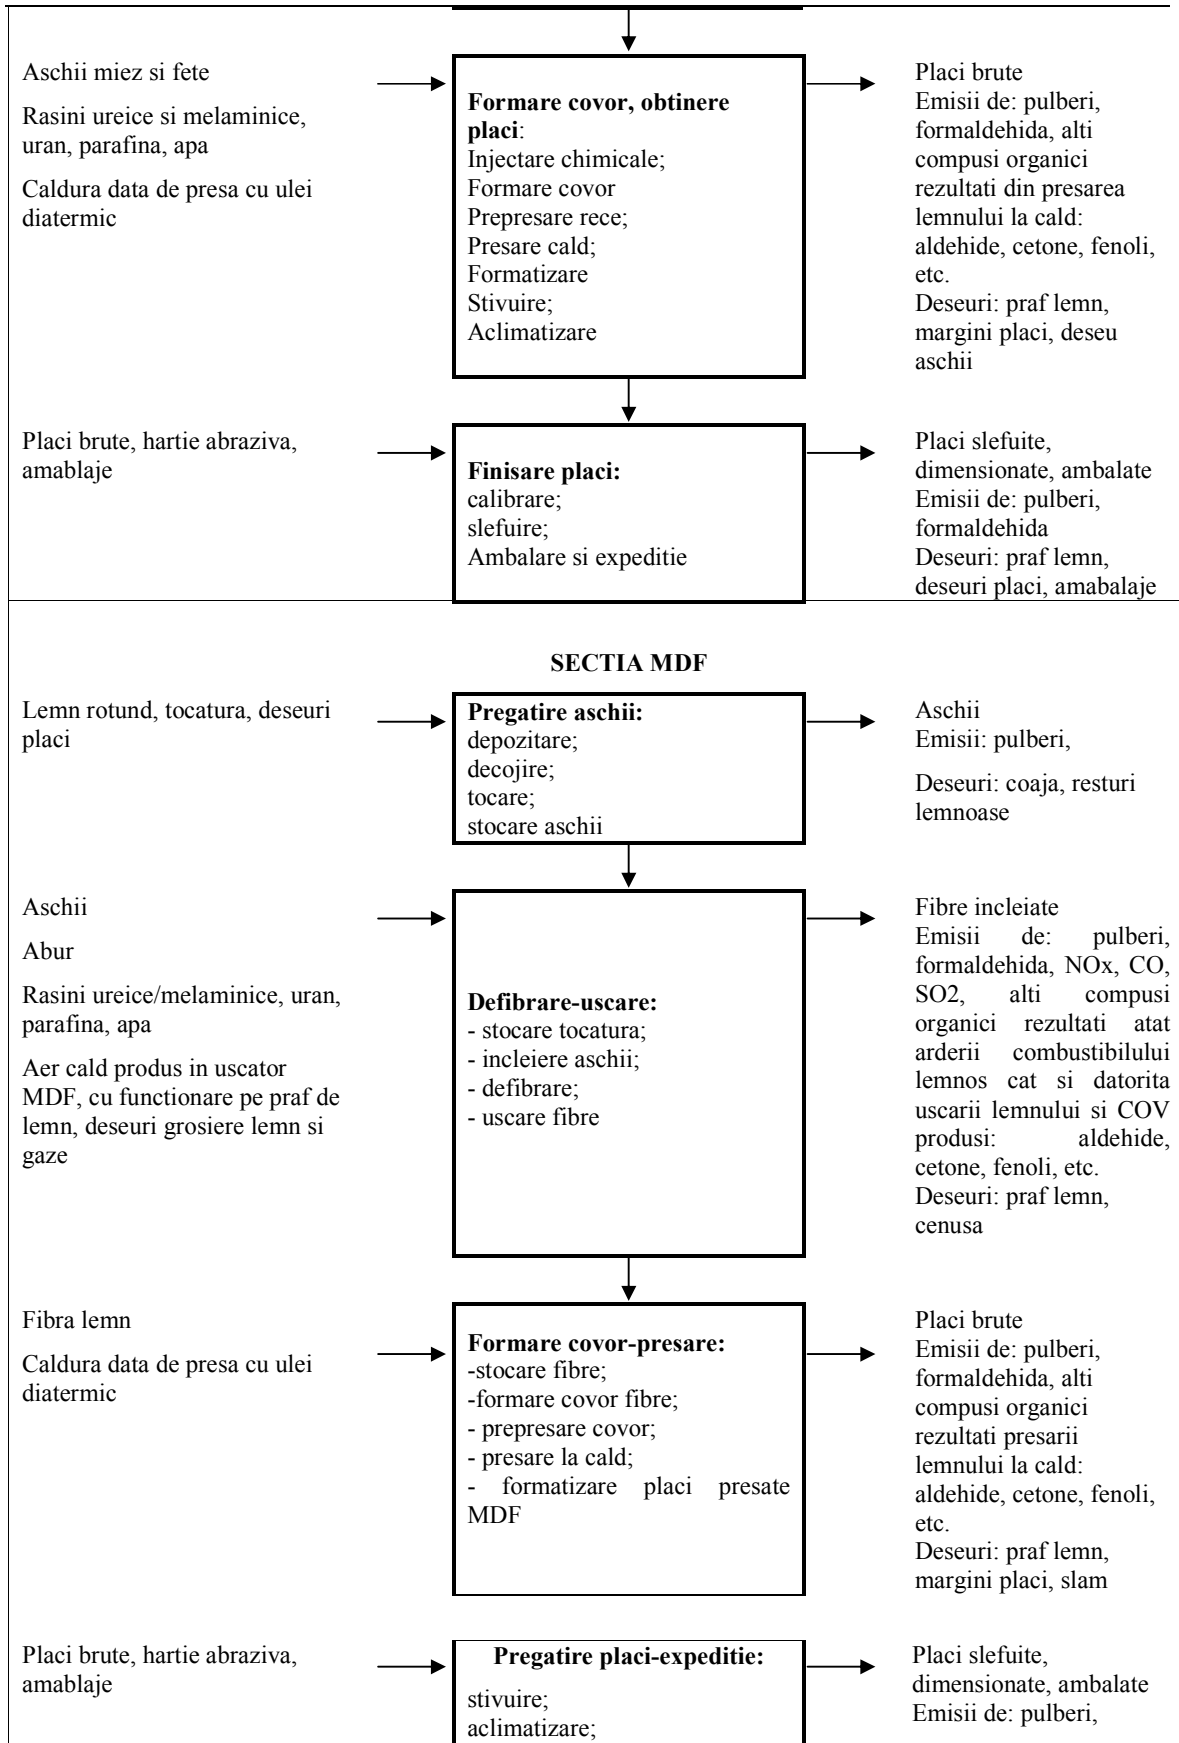 Aschii miez si fete
Rasini ureice si melaminice,
uran, parafina, apa
Caldura data de presa cu ulei
diatermic
Formare covor, obtinere
placi:
Injectare chimicale;
Formare covor
Prepresare rece;
Presare cald;
Formatizare
Stivuire;
Aclimatizare
Placi brute
Emisii de: pulberi,
formaldehida, alti
compusi organici
rezultati din presarea
lemnului la cald:
aldehide, cetone, fenoli,
etc.
Deseuri: praf lemn,
margini placi, deseu
aschii
Placi brute, hartie abraziva,
amablaje
Finisare placi:
calibrare;
slefuire;
Ambalare si expeditie
Placi slefuite,
dimensionate, ambalate
Emisii de: pulberi,
formaldehida
Deseuri: praf lemn,
deseuri placi, amabalaje
SECTIA MDF
Lemn rotund, tocatura, deseuri
placi
Pregatire aschii:
depozitare;
decojire;
tocare;
stocare aschii
Aschii
Emisii: pulberi,
Deseuri: coaja, resturi
lemnoase
Aschii
Abur
Rasini ureice/melaminice, uran,
parafina, apa
Aer cald produs in uscator
MDF, cu functionare pe praf de
lemn, deseuri grosiere lemn si
gaze
Defibrare-uscare:
- stocare tocatura;
- incleiere aschii;
- defibrare;
- uscare fibre
Fibre incleiate
Emisii de: pulberi,
formaldehida, NOx, CO,
SO2, alti compusi
organici rezultati atat
arderii combustibilului
lemnos cat si datorita
uscarii lemnului si COV
produsi: aldehide,
cetone, fenoli, etc.
Deseuri: praf lemn,
cenusa
Fibra lemn
Caldura data de presa cu ulei
diatermic
Formare covor-presare:
-stocare fibre;
-formare covor fibre;
- prepresare covor;
- presare la cald;
- formatizare placi presate
MDF
Placi brute
Emisii de: pulberi,
formaldehida, alti
compusi organici
rezultati presarii
lemnului la cald:
aldehide, cetone, fenoli,
etc.
Deseuri: praf lemn,
margini placi, slam
Placi brute, hartie abraziva,
amablaje
Pregatire placi-expeditie:
stivuire;
aclimatizare;
Placi slefuite,
dimensionate, ambalate
Emisii de: pulberi,